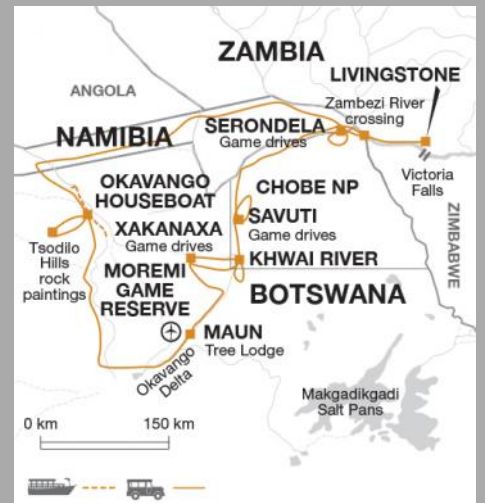 ZAMBIA
LIVINGSTONE
ANGOLA
Zambezi River
crossing
SERONDELA
Game drives
NAMIBIA
Victoria
Falls
OKAVANGO
HOUSEBOAT
CHOBE NP
ZIMBABWE
XAKANAXA
Game drives
SAVUTI
Game drives
Tsodilo
Hills
rock
paintings
MOREMI
GAME
RESERVE
KHWAI RIVER
BOTSWANA
MAUN
Tree Lodge
Okavango
Delta
Makgadikgadi
Salt Pans
0 km
150 km